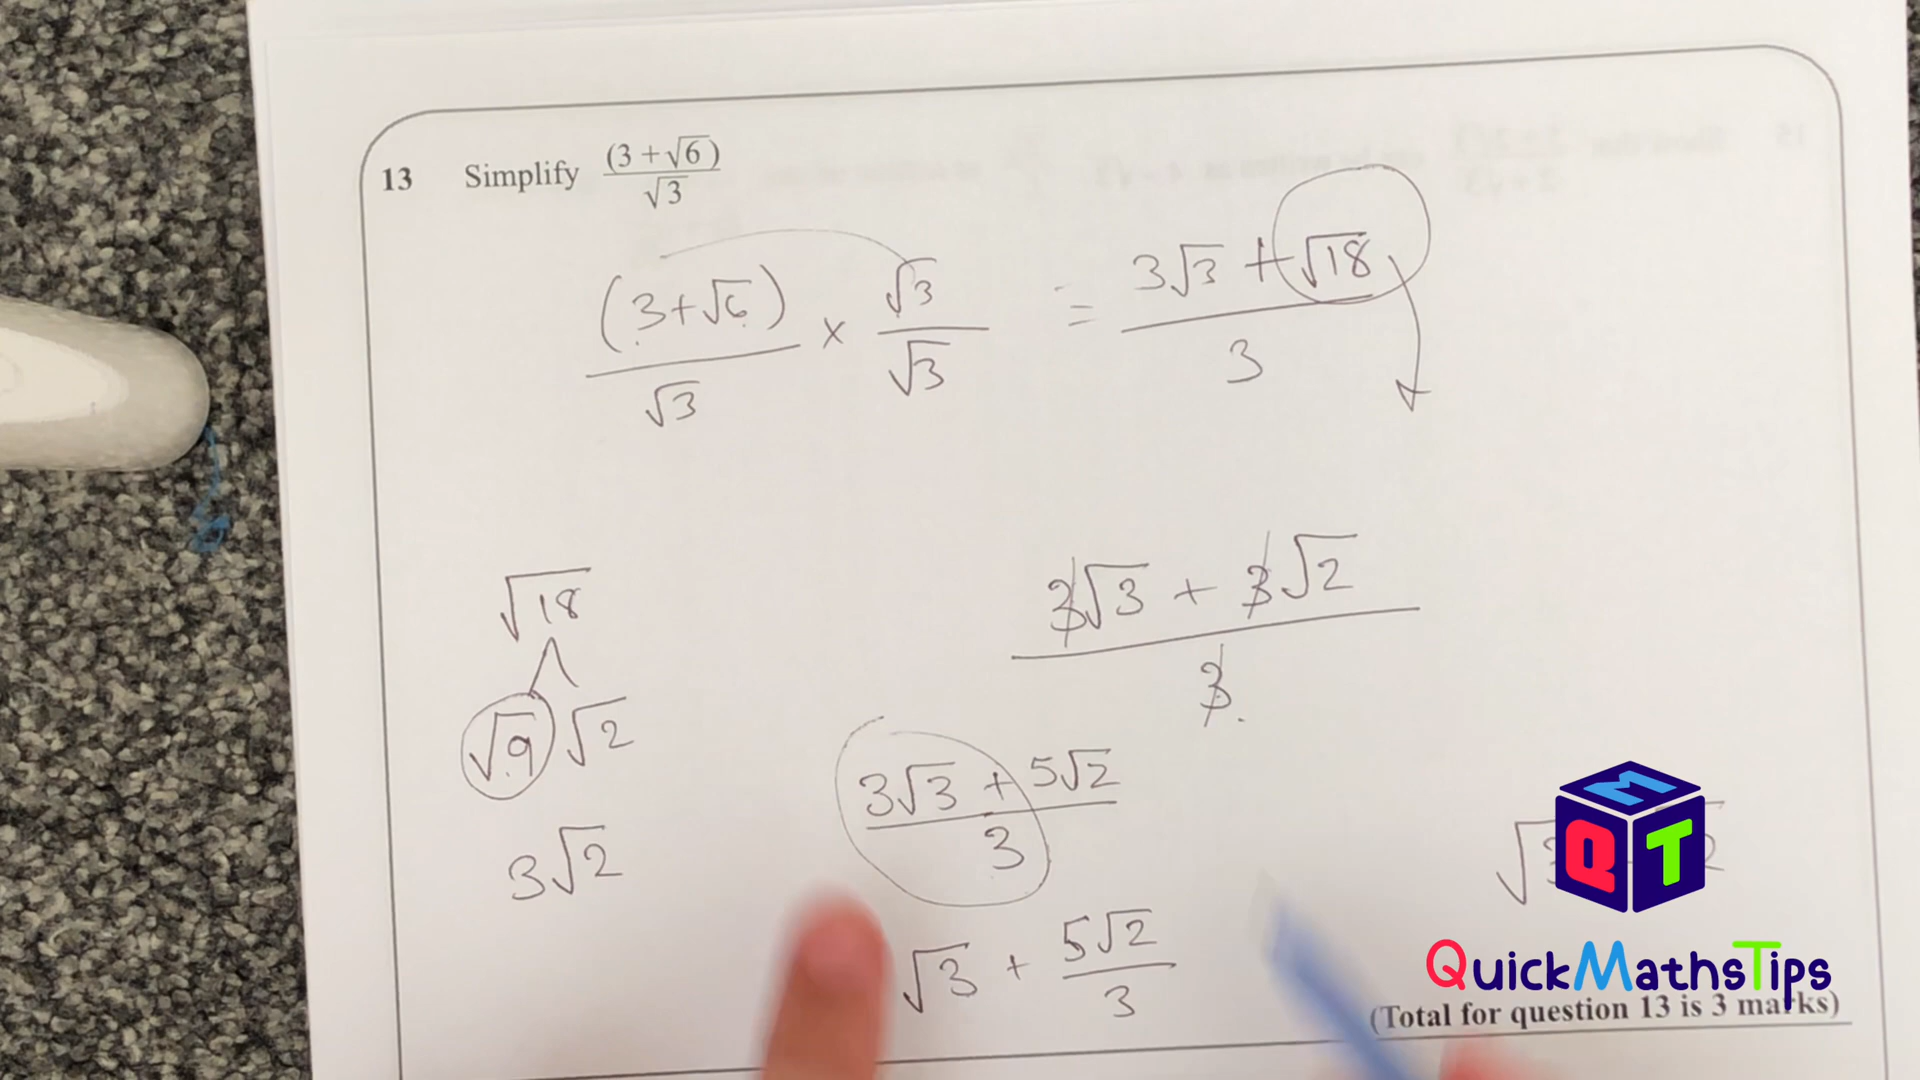 13 Simplify (3 + √6) / √3
(3 + √6) / √3 × √3 / √3 = 3√3 + √18 / 3
√18
√9 √2
3√2
3√3 + 3√2 / 3
3√3 + 5√2 / 3
√3 + 5√2 / 3
M
Q T
QuickMathsTips
(Total for question 13 is 3 marks)